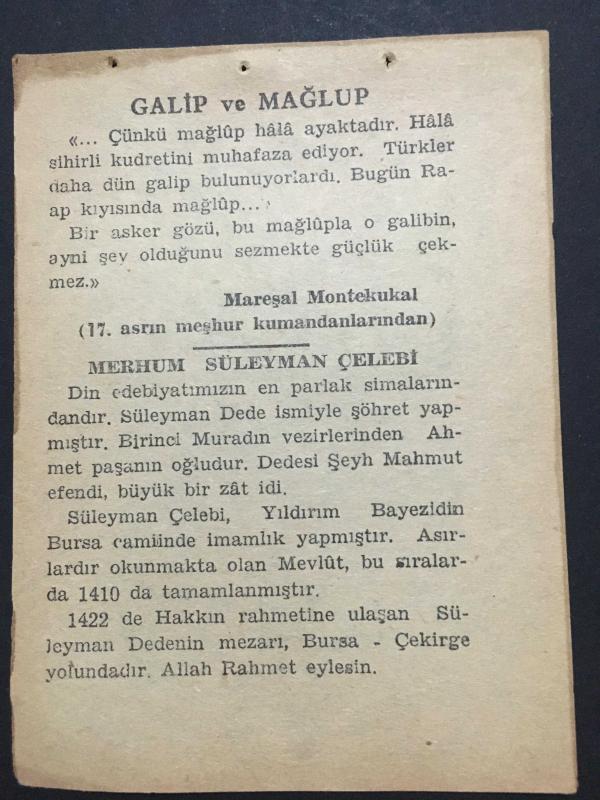 GALİP ve MAĞLUP
«... Çünkü mağlûp hâlâ ayaktadır. Hâlâ
sihirli kudretini muhafaza ediyor. Türkler
daha dün galip bulunuyorlardı. Bugün Ra-
ap kıyısında mağlûp...
Bir asker gözü, bu mağlûpla o galibin,
ayni şey olduğunu sezmekte güçlük çek-
mez.»
Mareşal Montekukal
(17. asrın meşhur kumandanlarından)
MERHUM SÜLEYMAN ÇELEBİ
Din edebiyatımızın en parlak simaların-
dandır. Süleyman Dede ismiyle şöhret yap-
mıştır. Birinci Muradın vezirlerinden Ah-
met paşanın oğludur. Dedesi Şeyh Mahmut
efendi, büyük bir zât idi.
Süleyman Çelebi, Yıldırım Bayezidin
Bursa camiinde imamlık yapmıştır. Asır-
lardır okunmakta olan Mevlût, bu sıralar-
da 1410 da tamamlanmıştır.
1422 de Hakkın rahmetine ulaşan Sü-
leyman Dedenin mezarı, Bursa - Çekirge
yolundadır. Allah Rahmet eylesin.